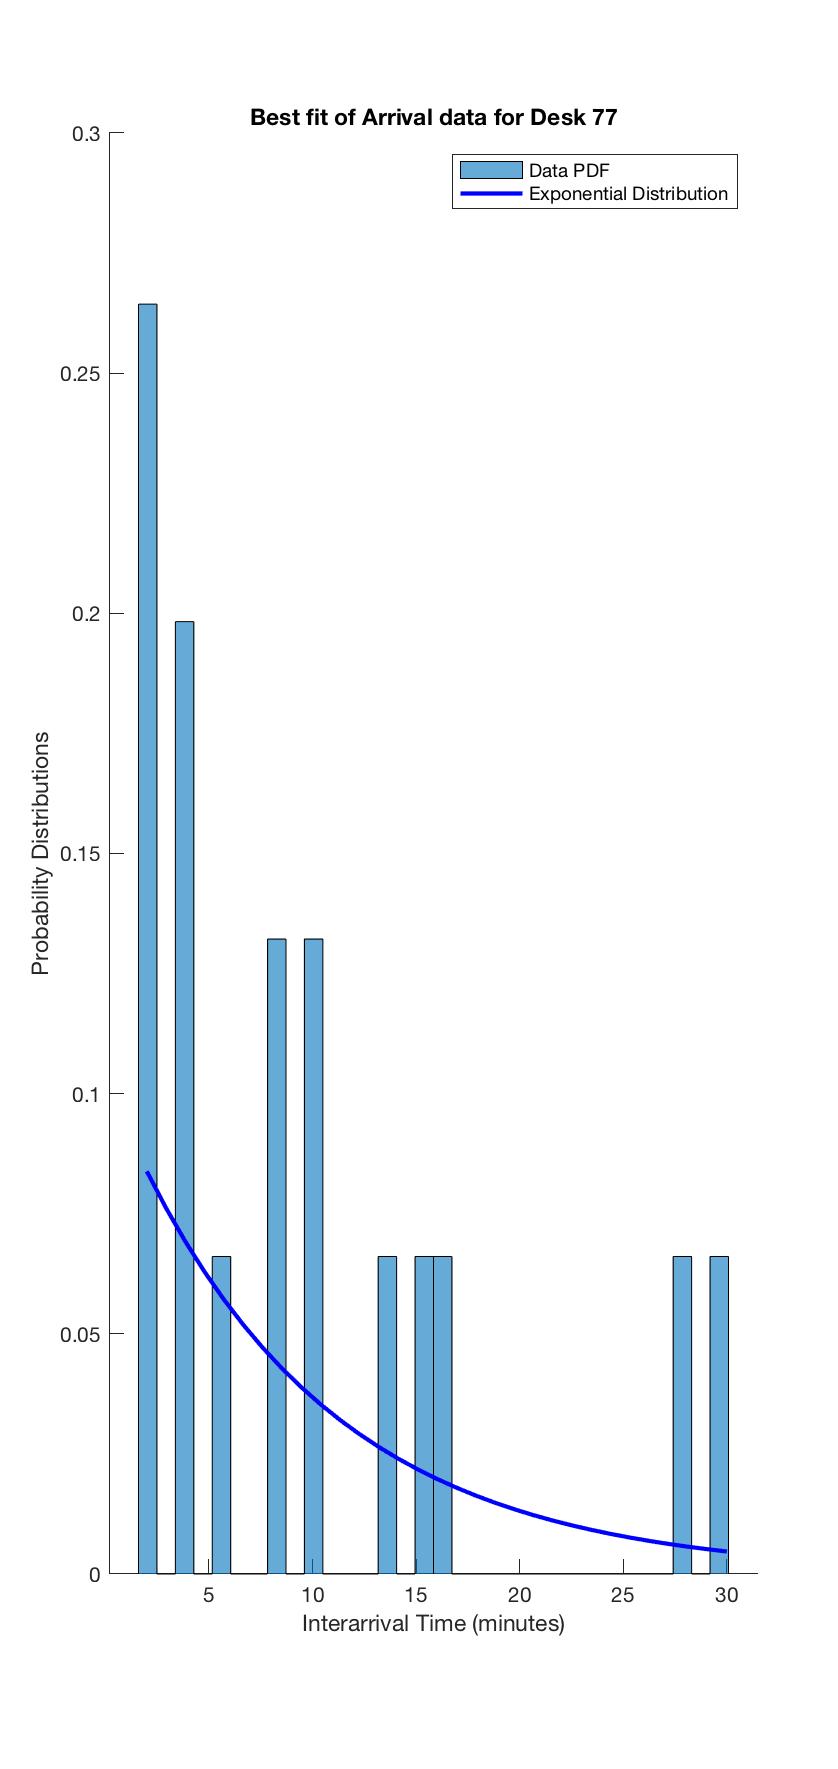 Best fit of Arrival data for Desk 77
Data PDF
Exponential Distribution
0.3
0.25
0.2
0.15
0.1
0.05
0
Probability Distributions
5 10 15 20 25 30
Interarrival Time (minutes)